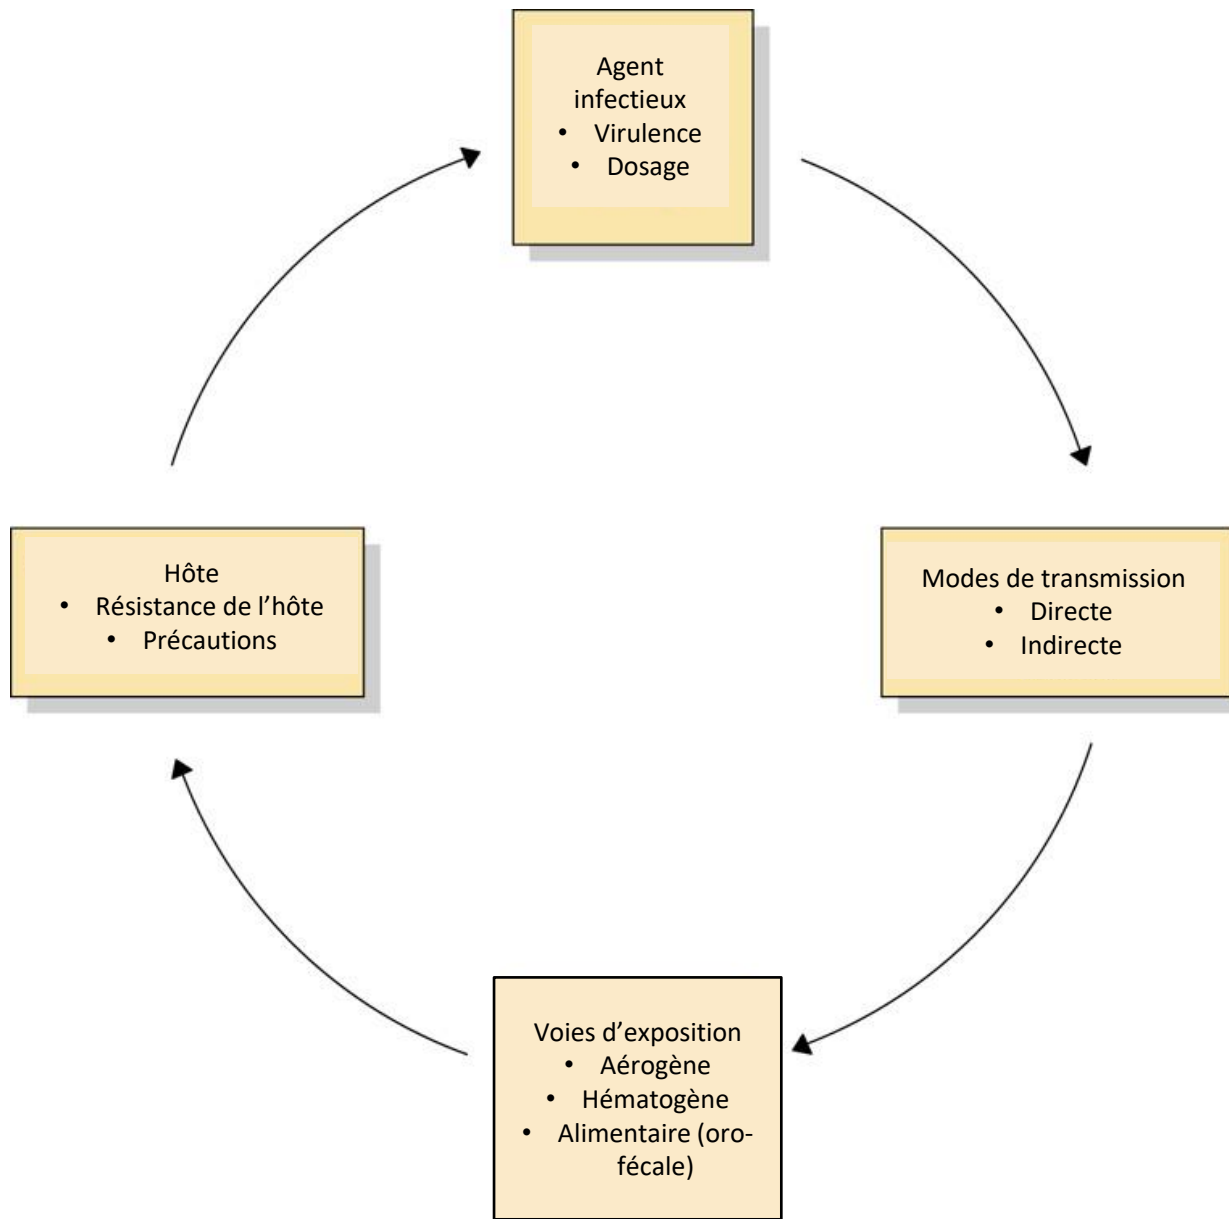 Agent
infectieux
• Virulence
• Dosage
Hôte
• Résistance de l’hôte
• Précautions
Modes de transmission
• Directe
• Indirecte
Voies d’exposition
• Aérogène
• Hématogène
• Alimentaire (oro-
fécale)